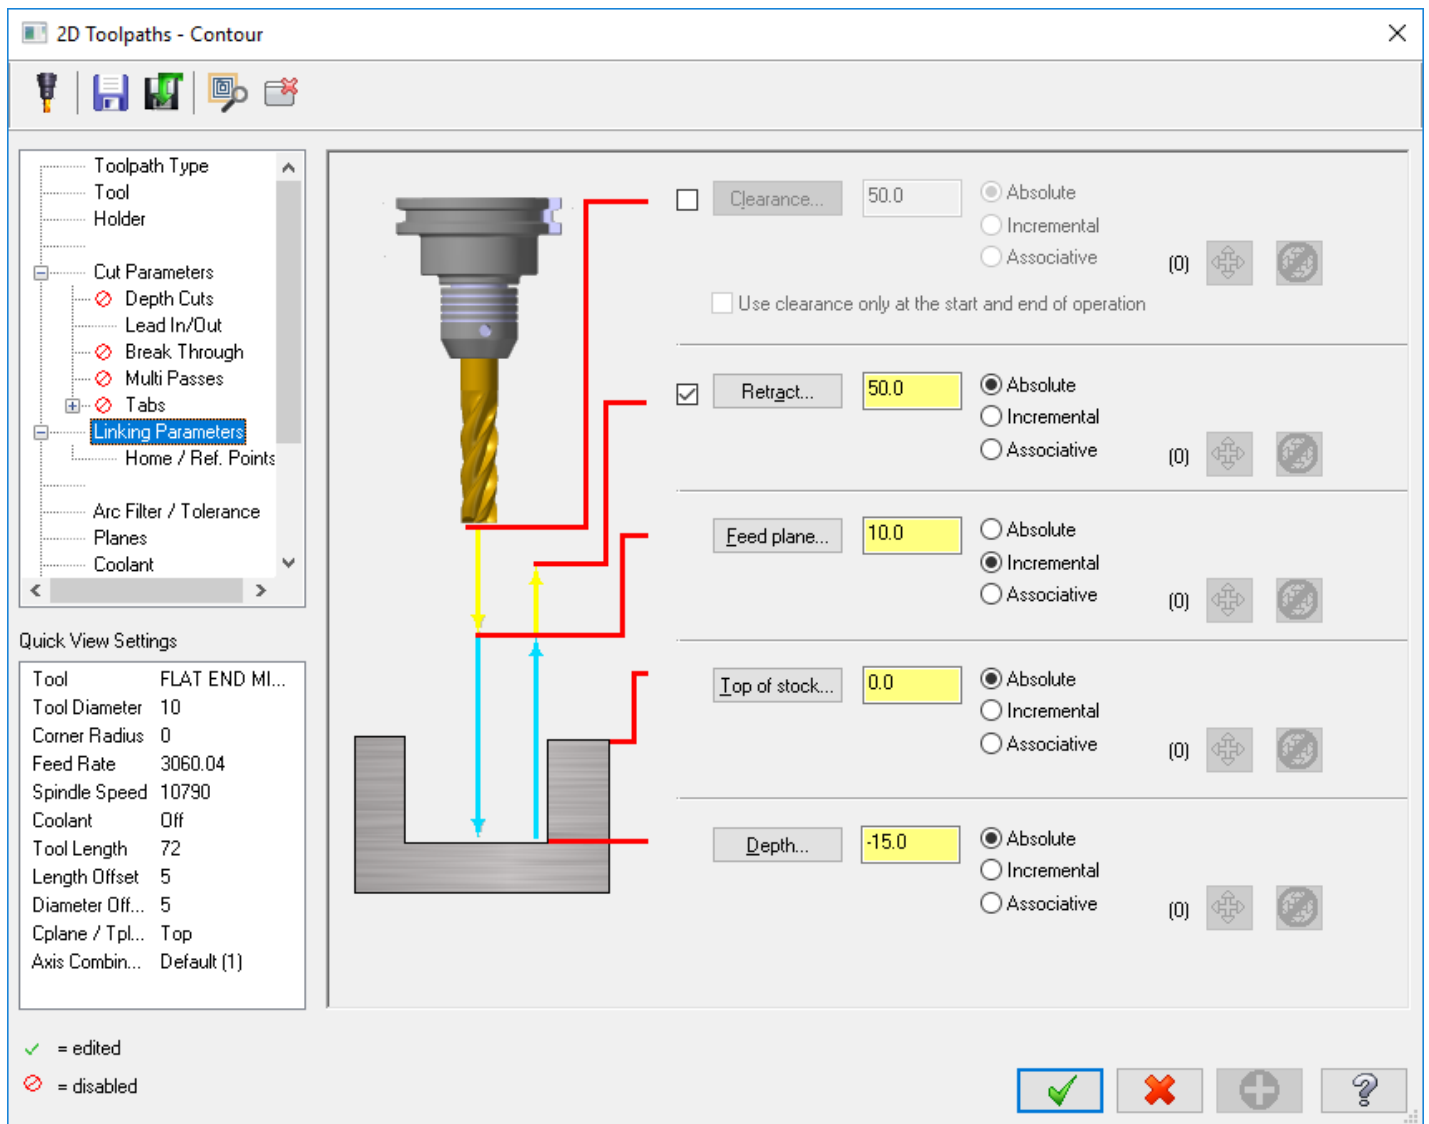 2D Toolpaths - Contour
Toolpath Type
Tool
Holder
Cut Parameters
Depth Cuts
Lead In/Out
Break Through
Multi Passes
Tabs
Linking Parameters
Home / Ref. Points
Arc Filter / Tolerance
Planes
Coolant
Quick View Settings
Tool FLAT END MI...
Tool Diameter 10
Corner Radius 0
Feed Rate 3060.04
Spindle Speed 10790
Coolant Off
Tool Length 72
Length Offset 5
Diameter Off... 5
Cplane / Tpl... Top
Axis Combin... Default (1)
= edited
= disabled
Clearance... 50.0 Absolute
Incremental
Associative (0)
Use clearance only at the start and end of operation
Retract... 50.0 Absolute
Incremental
Associative (0)
Feed plane... 10.0 Absolute
Incremental
Associative (0)
Top of stock... 0.0 Absolute
Incremental
Associative (0)
Depth... -15.0 Absolute
Incremental
Associative (0)